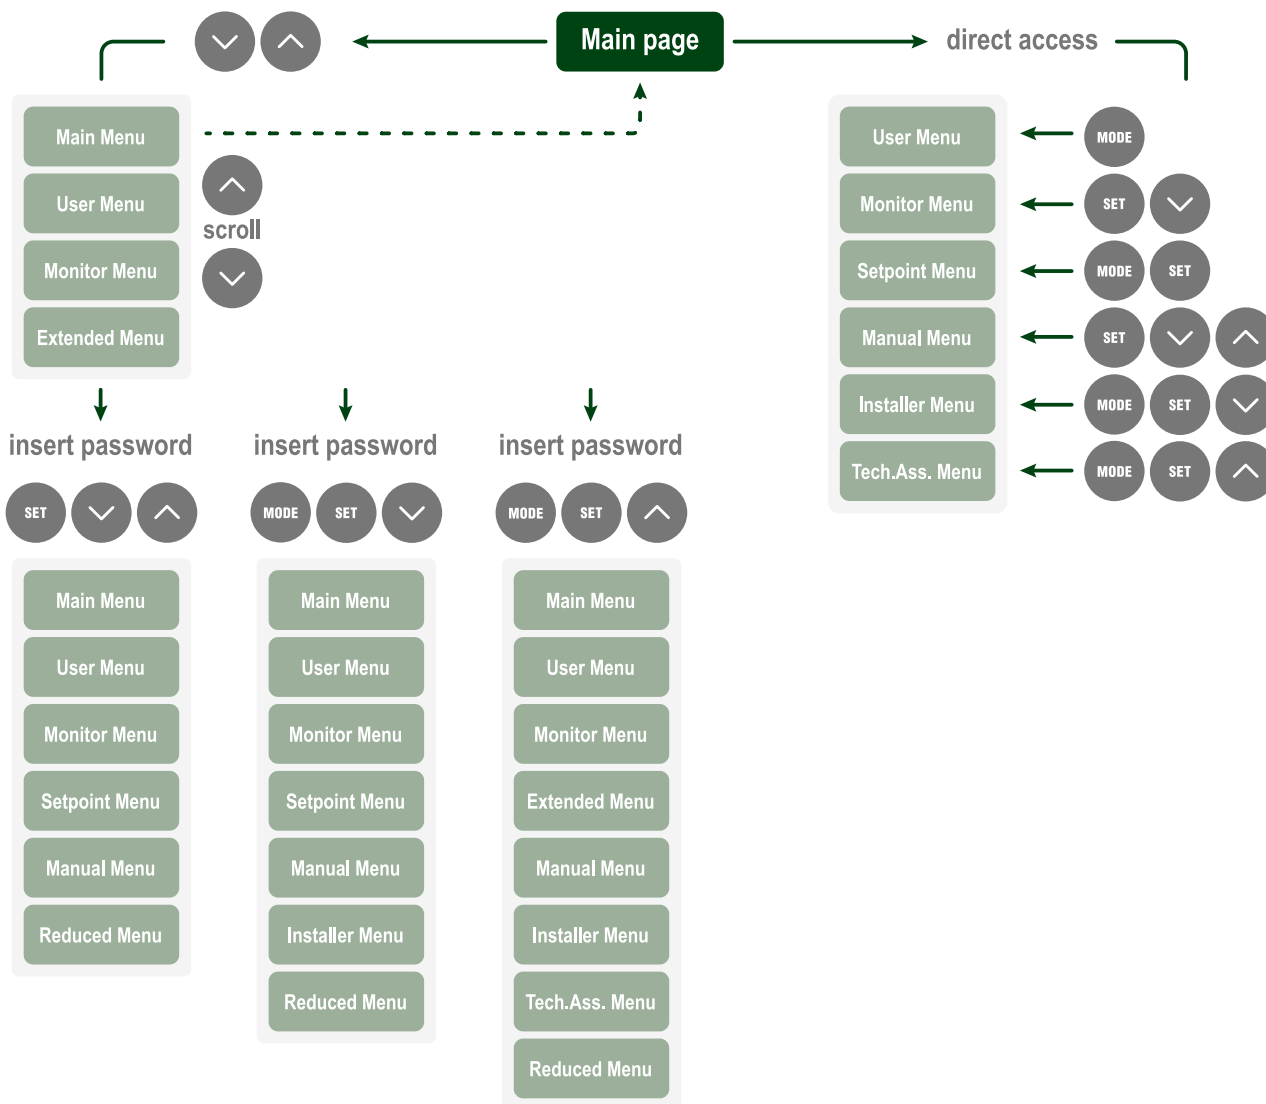 Main page
direct access
Main Menu
User Menu
Monitor Menu
Extended Menu
scroll
User Menu
MODE
Monitor Menu
SET
Setpoint Menu
MODE SET
Manual Menu
SET
Installer Menu
MODE SET
Tech.Ass. Menu
MODE SET
insert password
SET
Main Menu
User Menu
Monitor Menu
Setpoint Menu
Manual Menu
Reduced Menu
insert password
MODE SET
Main Menu
User Menu
Monitor Menu
Setpoint Menu
Manual Menu
Installer Menu
Reduced Menu
insert password
MODE SET
Main Menu
User Menu
Monitor Menu
Extended Menu
Manual Menu
Installer Menu
Tech.Ass. Menu
Reduced Menu